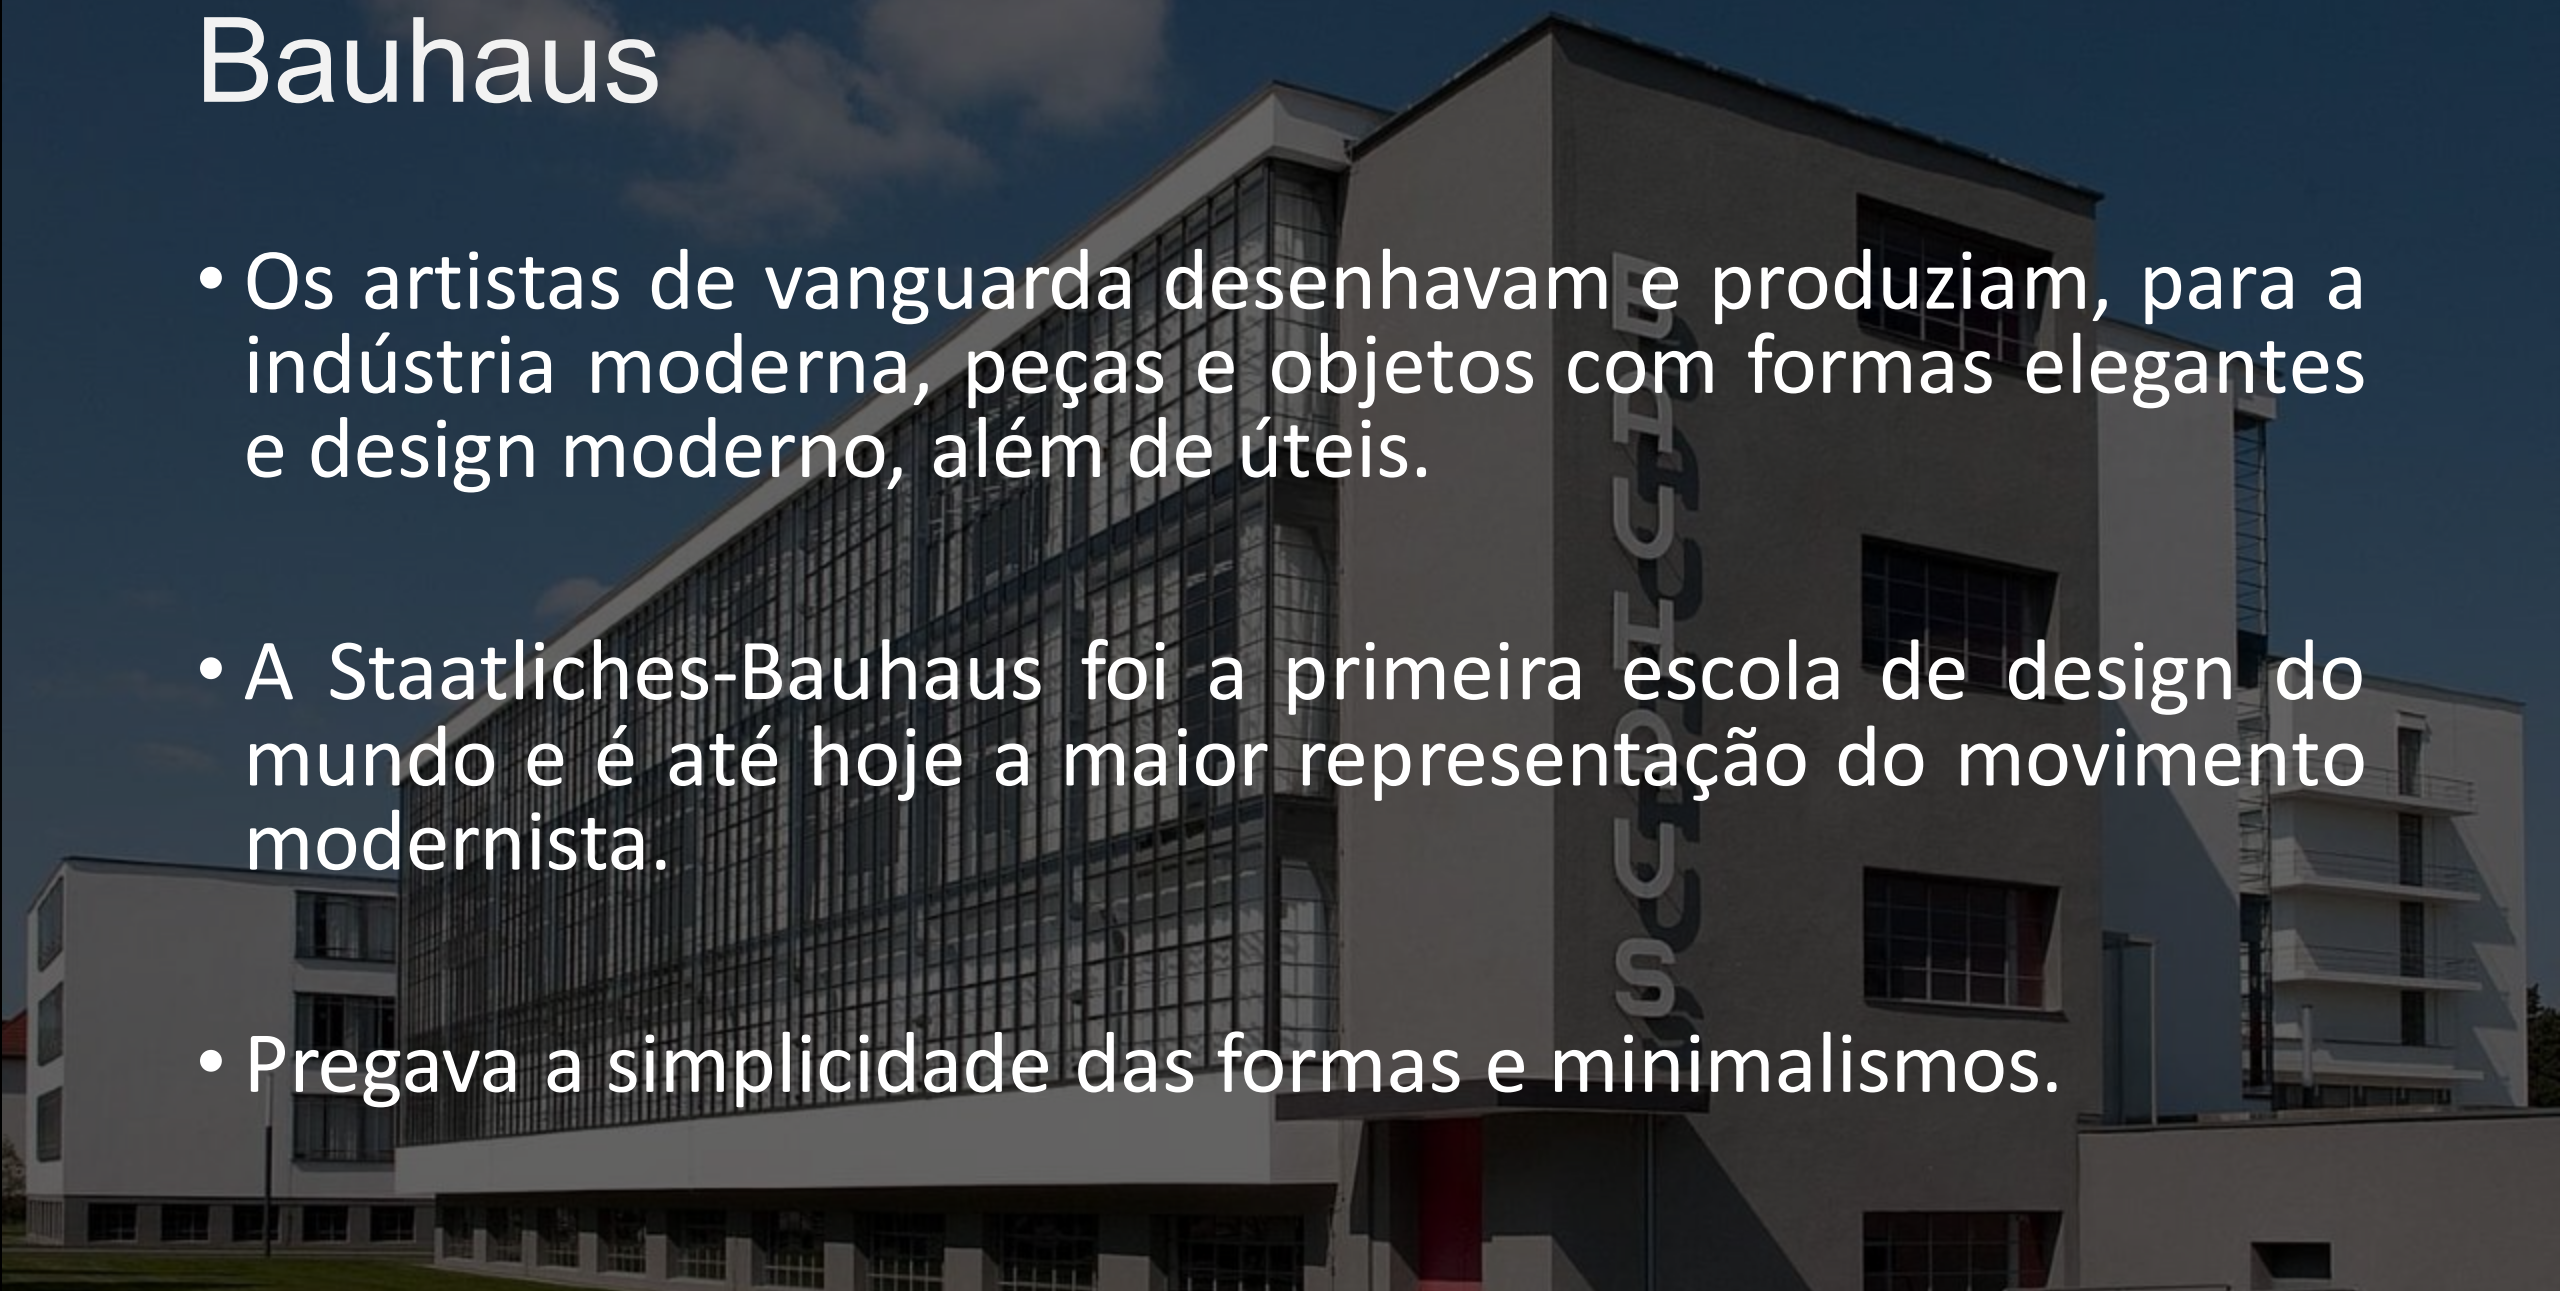 Bauhaus
• Os artistas de vanguarda desenhavam e produziam, para a
indústria moderna, peças e objetos com formas elegantes
e design moderno, além de úteis.
• A Staatliches-Bauhaus foi a primeira escola de design do
mundo e é até hoje a maior representação do movimento
modernista.
• Pregava a simplicidade das formas e minimalismos.
BAUHAUS